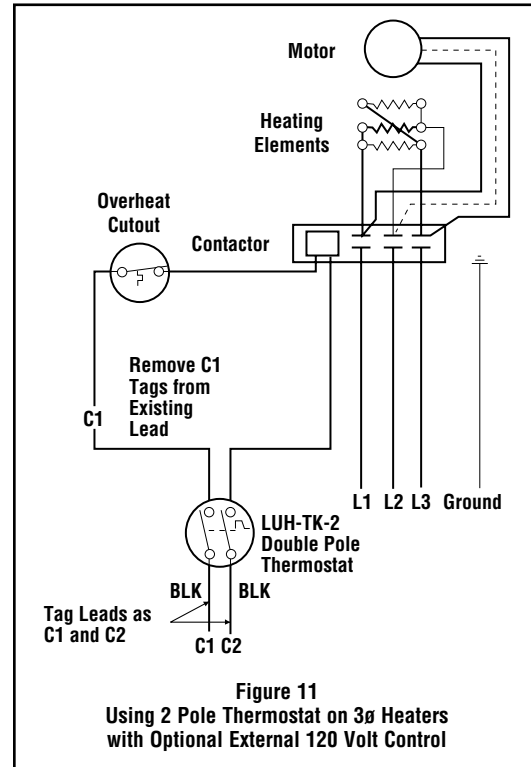 Motor
Heating
Elements
Overheat
Cutout
Contactor
Remove C1
Tags from
Existing
Lead
C1
L1 L2 L3 Ground
LUH-TK-2
Double Pole
Thermostat
BLK BLK
Tag Leads as
C1 and C2
C1 C2
Figure 11
Using 2 Pole Thermostat on 3ø Heaters
with Optional External 120 Volt Control